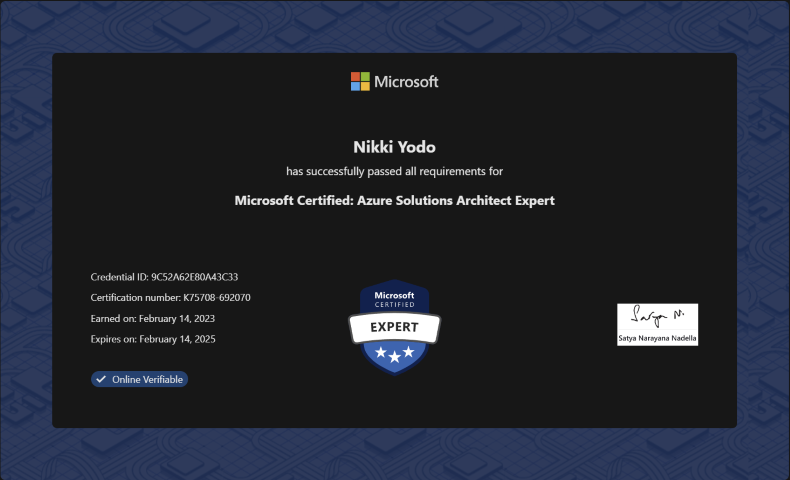 Microsoft
Nikki Yodo
has successfully passed all requirements for
Microsoft Certified: Azure Solutions Architect Expert
Credential ID: 9C52A62E80A43C33
Certification number: K75708-692070
Earned on: February 14, 2023
Expires on: February 14, 2025
Online Verifiable
Microsoft
CERTIFIED
EXPERT
Satya N.
Satya Narayana Nadella